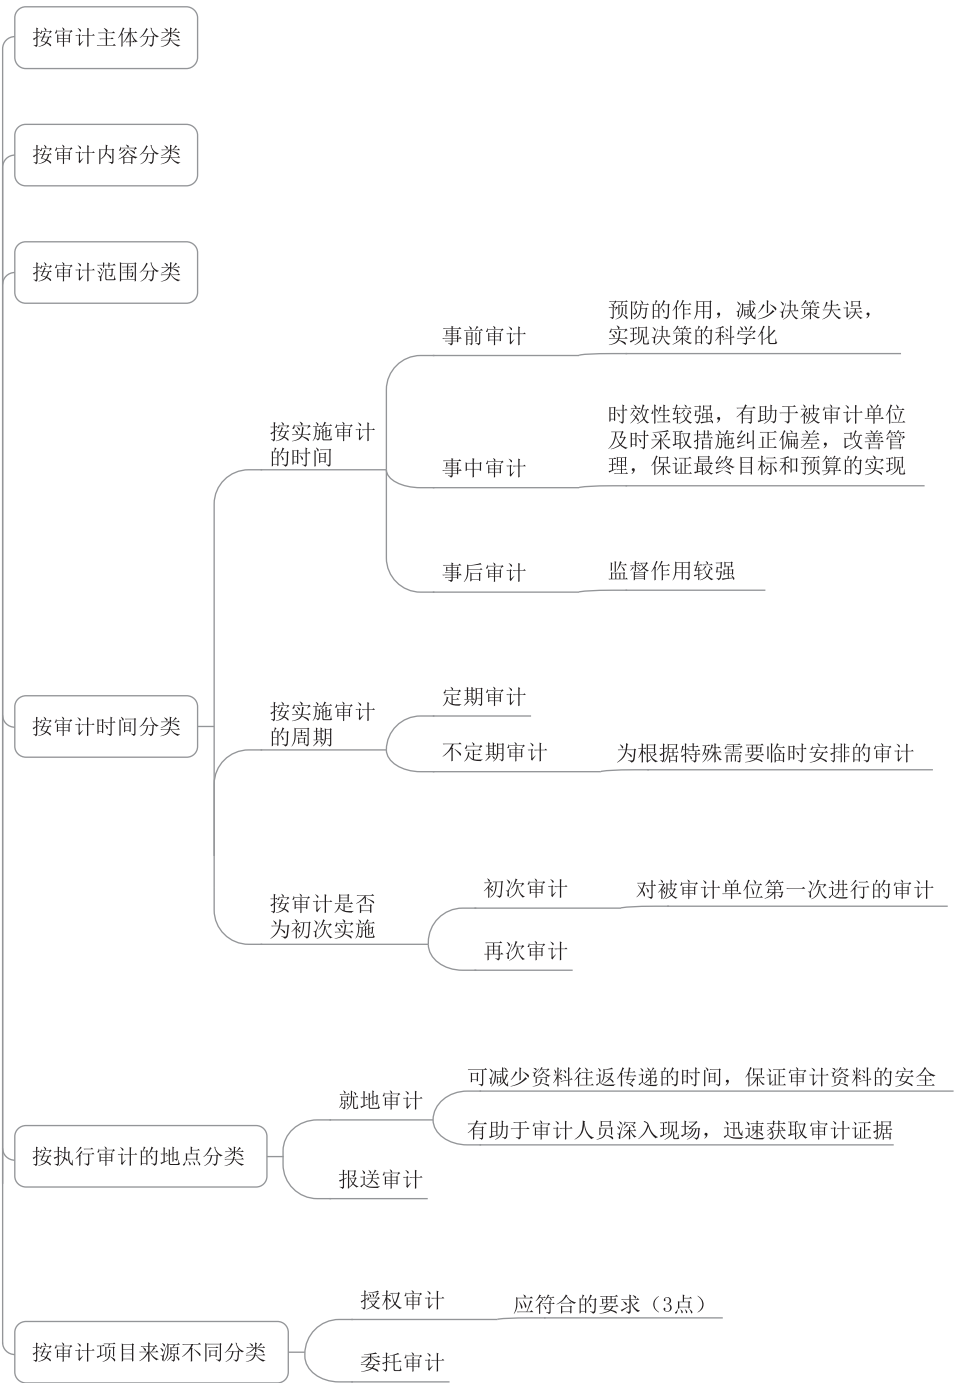 按审计主体分类
按审计内容分类
按审计范围分类
按审计时间分类
按实施审计
的时间
事前审计
预防的作用，减少决策失误，
实现决策的科学化
事中审计
时效性较强，有助于被审计单位
及时采取措施纠正偏差，改善管
理，保证最终目标和预算的实现
事后审计
监督作用较强
按实施审计
的周期
定期审计
不定期审计
为根据特殊需要临时安排的审计
按审计是否
为初次实施
初次审计
对被审计单位第一次进行的审计
再次审计
按执行审计的地点分类
就地审计
可减少资料往返传递的时间，保证审计资料的安全
有助于审计人员深入现场，迅速获取审计证据
报送审计
按审计项目来源不同分类
授权审计
应符合的要求（3点）
委托审计